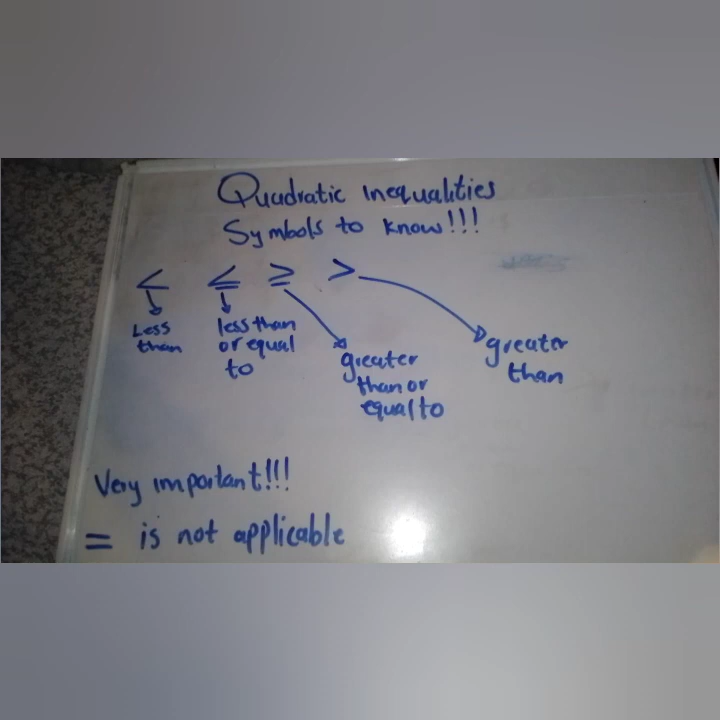 Quadratic inequalities
Symbols to know!!!
< ≤ ≥ >
Less
than
less than
or equal
to
greater
than or
equal to
greater
than
Very important!!!
= is not applicable